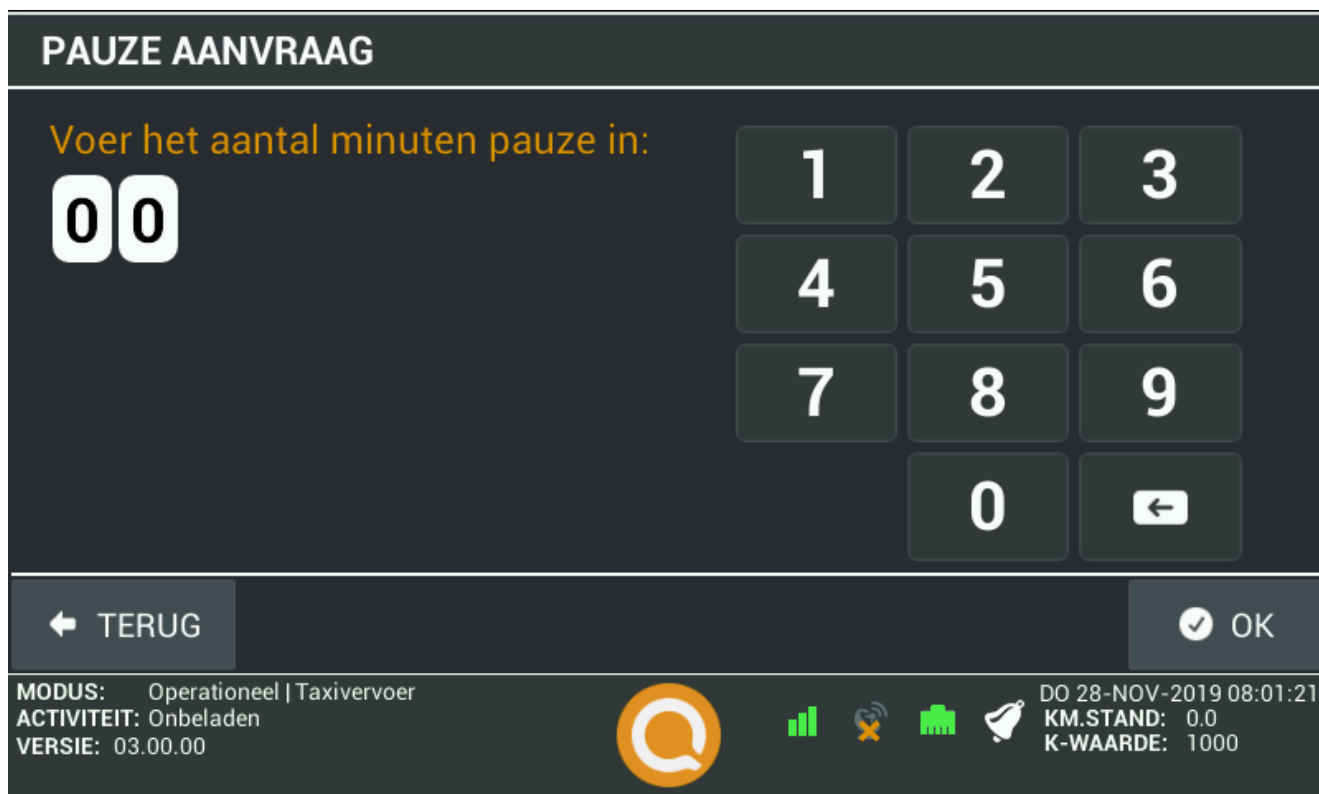 PAUZE AANVRAAG
Voer het aantal minuten pauze in:
00
1 2 3
4 5 6
7 8 9
0
TERUG
OK
MODUS: Operationeel | Taxivervoer
ACTIVITEIT: Onbeladen
VERSIE: 03.00.00
DO 28-NOV-2019 08:01:21
KM.STAND: 0.0
K-WAARDE: 1000